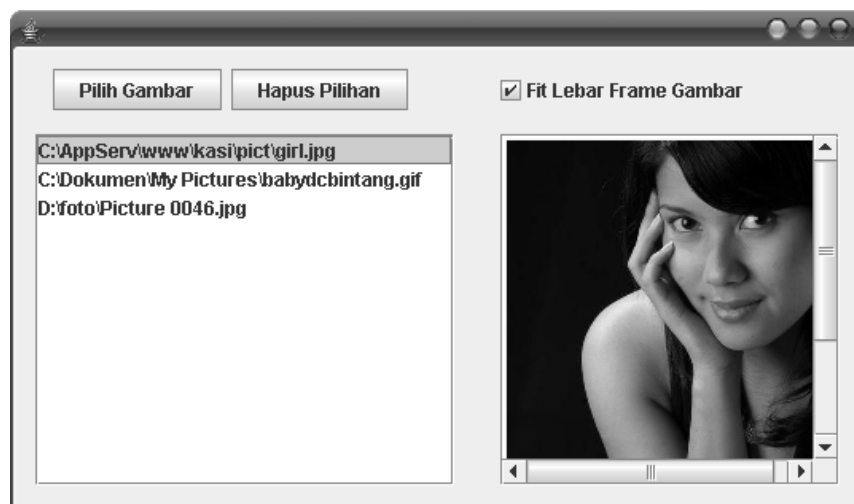 Pilih Gambar Hapus Pilihan
Fit Lebar Frame Gambar
C:\AppServ\www\kasi\pict\girl.jpg
C:\Dokumen\My Pictures\babydcbintang.gif
D:\foto\Picture 0046.jpg